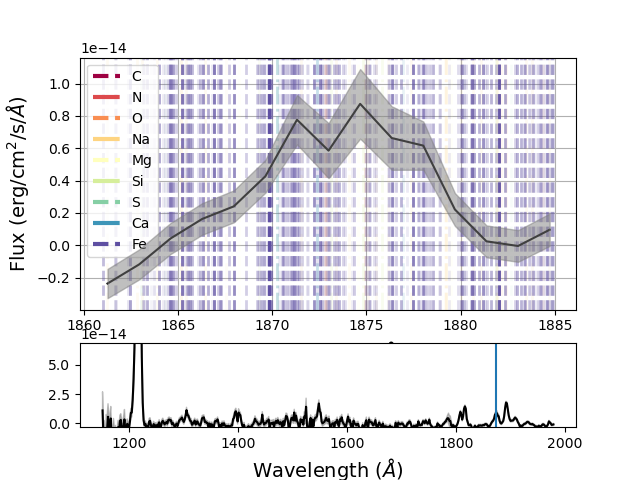 1e−14
Flux (erg/cm²/s/Å)
1.0
0.8
0.6
0.4
0.2
0.0
−0.2
C
N
O
Na
Mg
Si
S
Ca
Fe
1860 1865 1870 1875 1880 1885
1e−14
5.0
2.5
0.0
1200 1400 1600 1800 2000
Wavelength (Å)